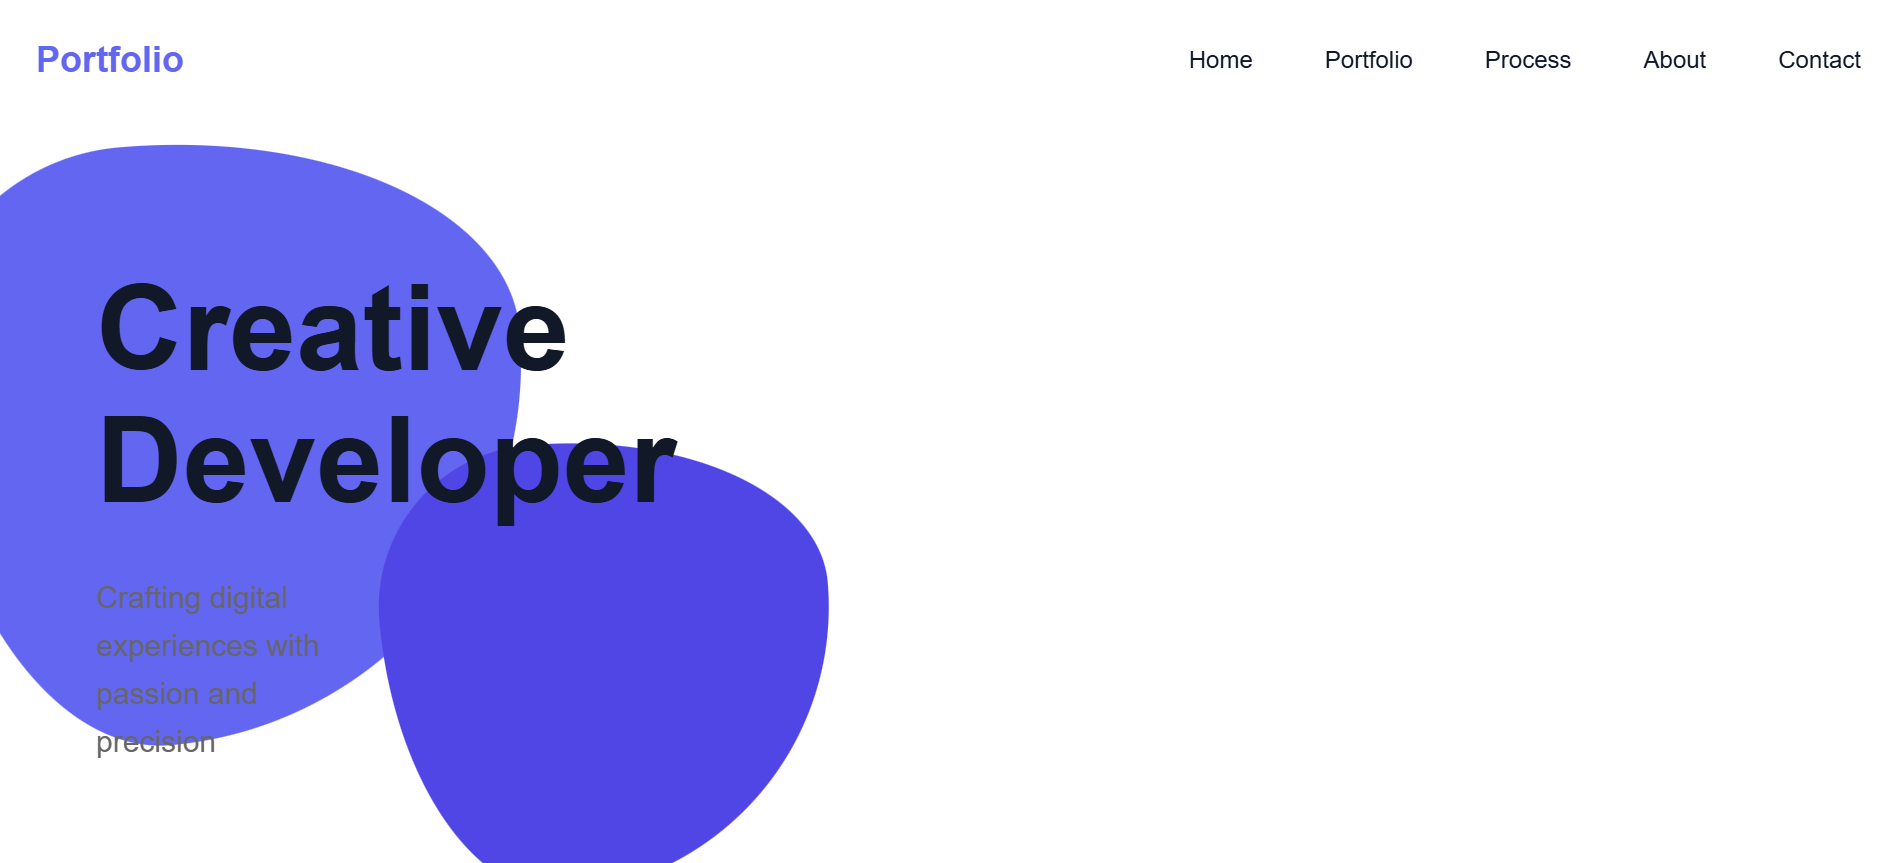 Portfolio
Home Portfolio Process About Contact
Creative
Developer
Crafting digital
experiences with
passion and
precision